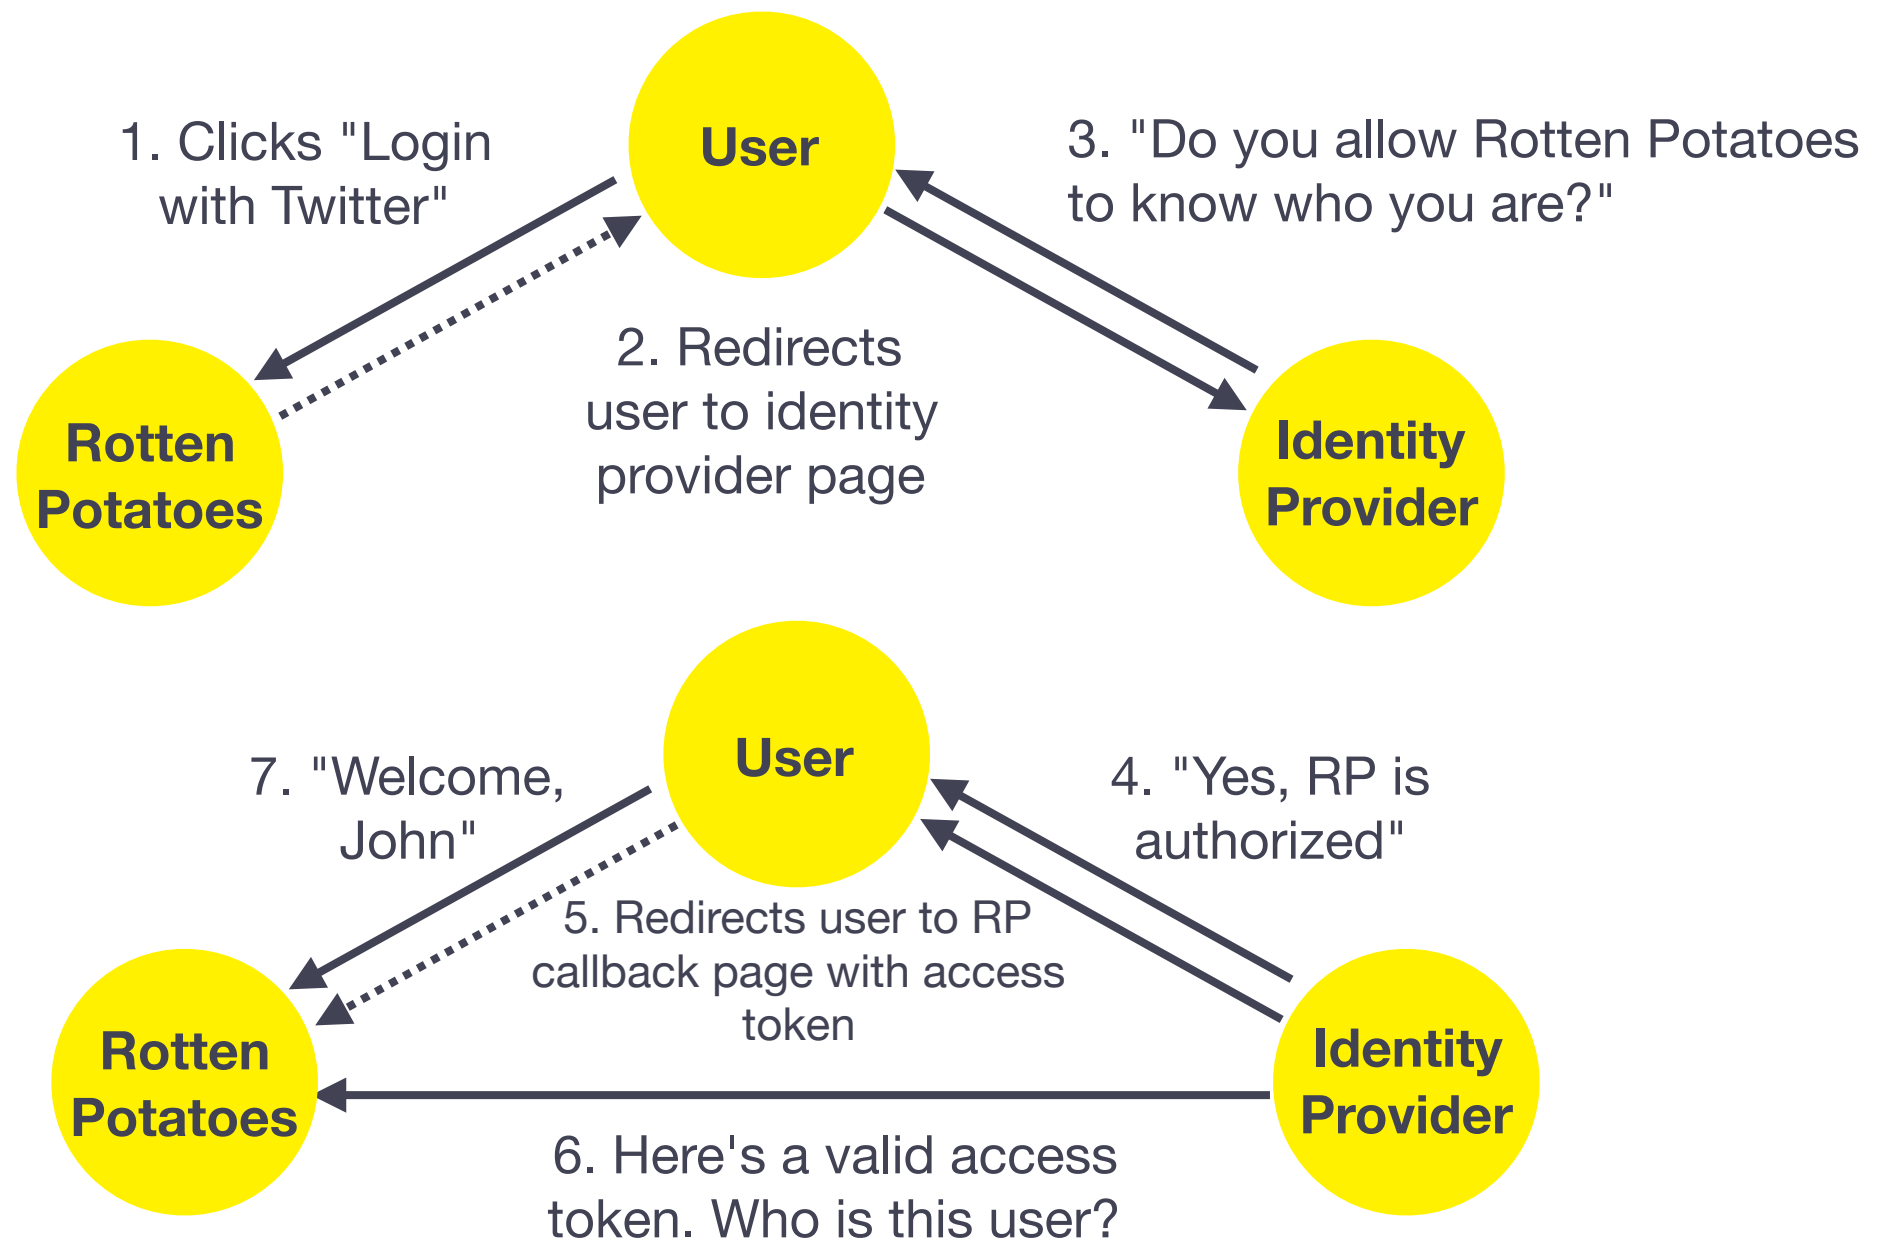 User
1. Clicks "Login
with Twitter"
3. "Do you allow Rotten Potatoes
to know who you are?"
2. Redirects
user to identity
provider page
Rotten
Potatoes
Identity
Provider
User
7. "Welcome,
John"
4. "Yes, RP is
authorized"
5. Redirects user to RP
callback page with access
token
Rotten
Potatoes
Identity
Provider
6. Here's a valid access
token. Who is this user?